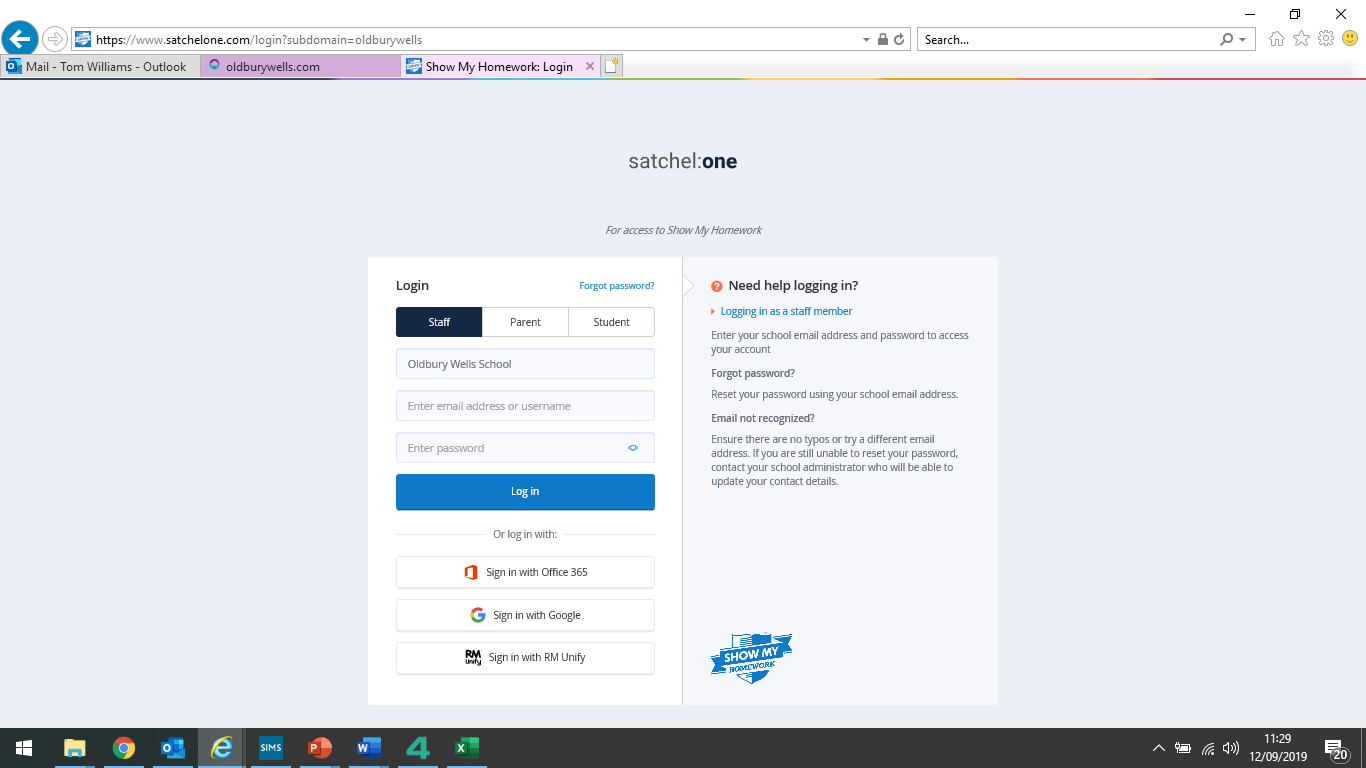 https://www.satchelone.com/login?subdomain=oldburywells
Search...
Mail - Tom Williams - Outlook
oldburywells.com
Show My Homework: Login
satchel:one
For access to Show My Homework
Login
Forgot password?
Staff
Parent
Student
Oldbury Wells School
Enter email address or username
Enter password
Log in
Or log in with:
Sign in with Office 365
Sign in with Google
RM Unify
Sign in with RM Unify
Need help logging in?
Logging in as a staff member
Enter your school email address and password to access
your account
Forgot password?
Reset your password using your school email address.
Email not recognized?
Ensure there are no typos or try a different email
address. If you are still unable to reset your password,
contact your school administrator who will be able to
update your contact details.
SHOW MY
HOMEWORK
SIMS
11:29
12/09/2019
20